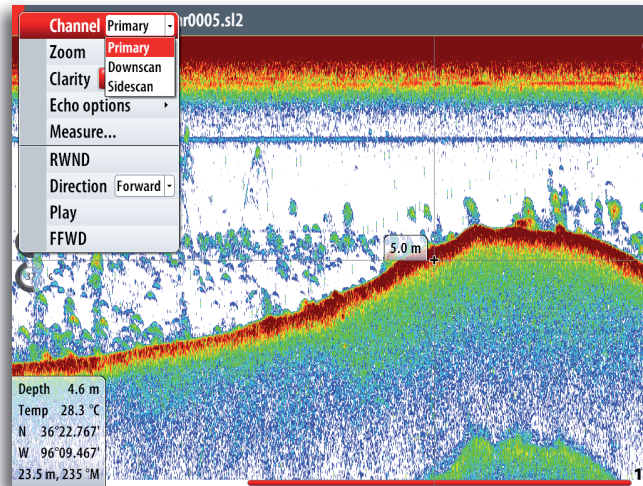 Channel Primary
r0005.sl2
Primary
Zoom
Downscan
Clarity
Sidescan
Echo options
Measure...
RWND
Direction Forward
Play
FFWD
5.0 m
Depth 4.6 m
Temp 28.3 °C
N 36°22.767'
W 96°09.467'
23.5 m, 235 °M
1